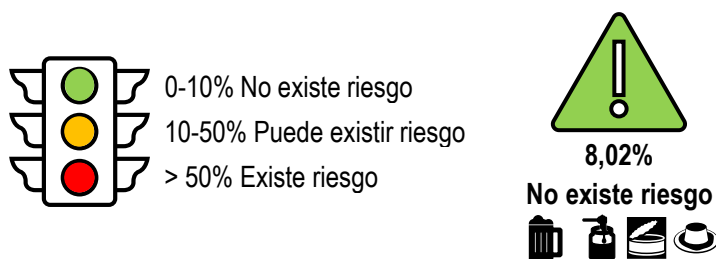 0-10% No existe riesgo
10-50% Puede existir riesgo
> 50% Existe riesgo
8,02%
No existe riesgo